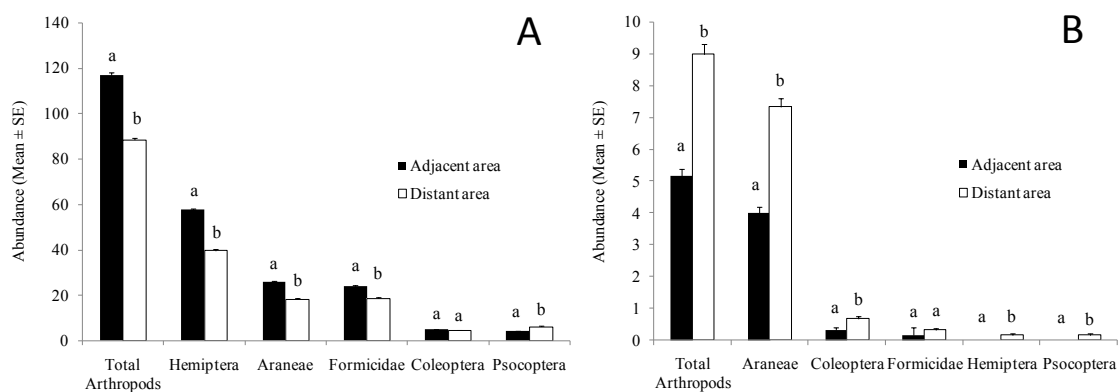 A
Abundance (Mean ± SE)
140
120
100
80
60
40
20
0
a
b
a
b
a
b
a
b
a
a
a
b
Adjacent area
Distant area
Total Arthropods
Hemiptera
Araneae
Formicidae
Coleoptera
Psocoptera
B
Abundance (Mean ± SE)
10
9
8
7
6
5
4
3
2
1
0
a
b
a
b
a
b
a
a
a
b
a
b
Adjacent area
Distant area
Total Arthropods
Araneae
Coleoptera
Formicidae
Hemiptera
Psocoptera